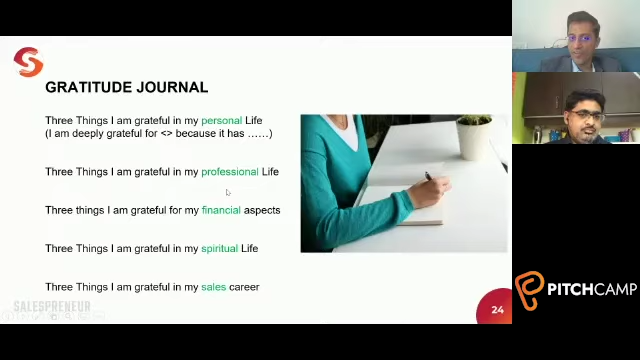 GRATITUDE JOURNAL
Three Things I am grateful in my personal Life
(I am deeply grateful for <> because it has ……)
Three Things I am grateful in my professional Life
Three things I am grateful for my financial aspects
Three Things I am grateful in my spiritual Life
Three Things I am grateful in my sales career
SALESPRENEUR
24
PITCHCAMP